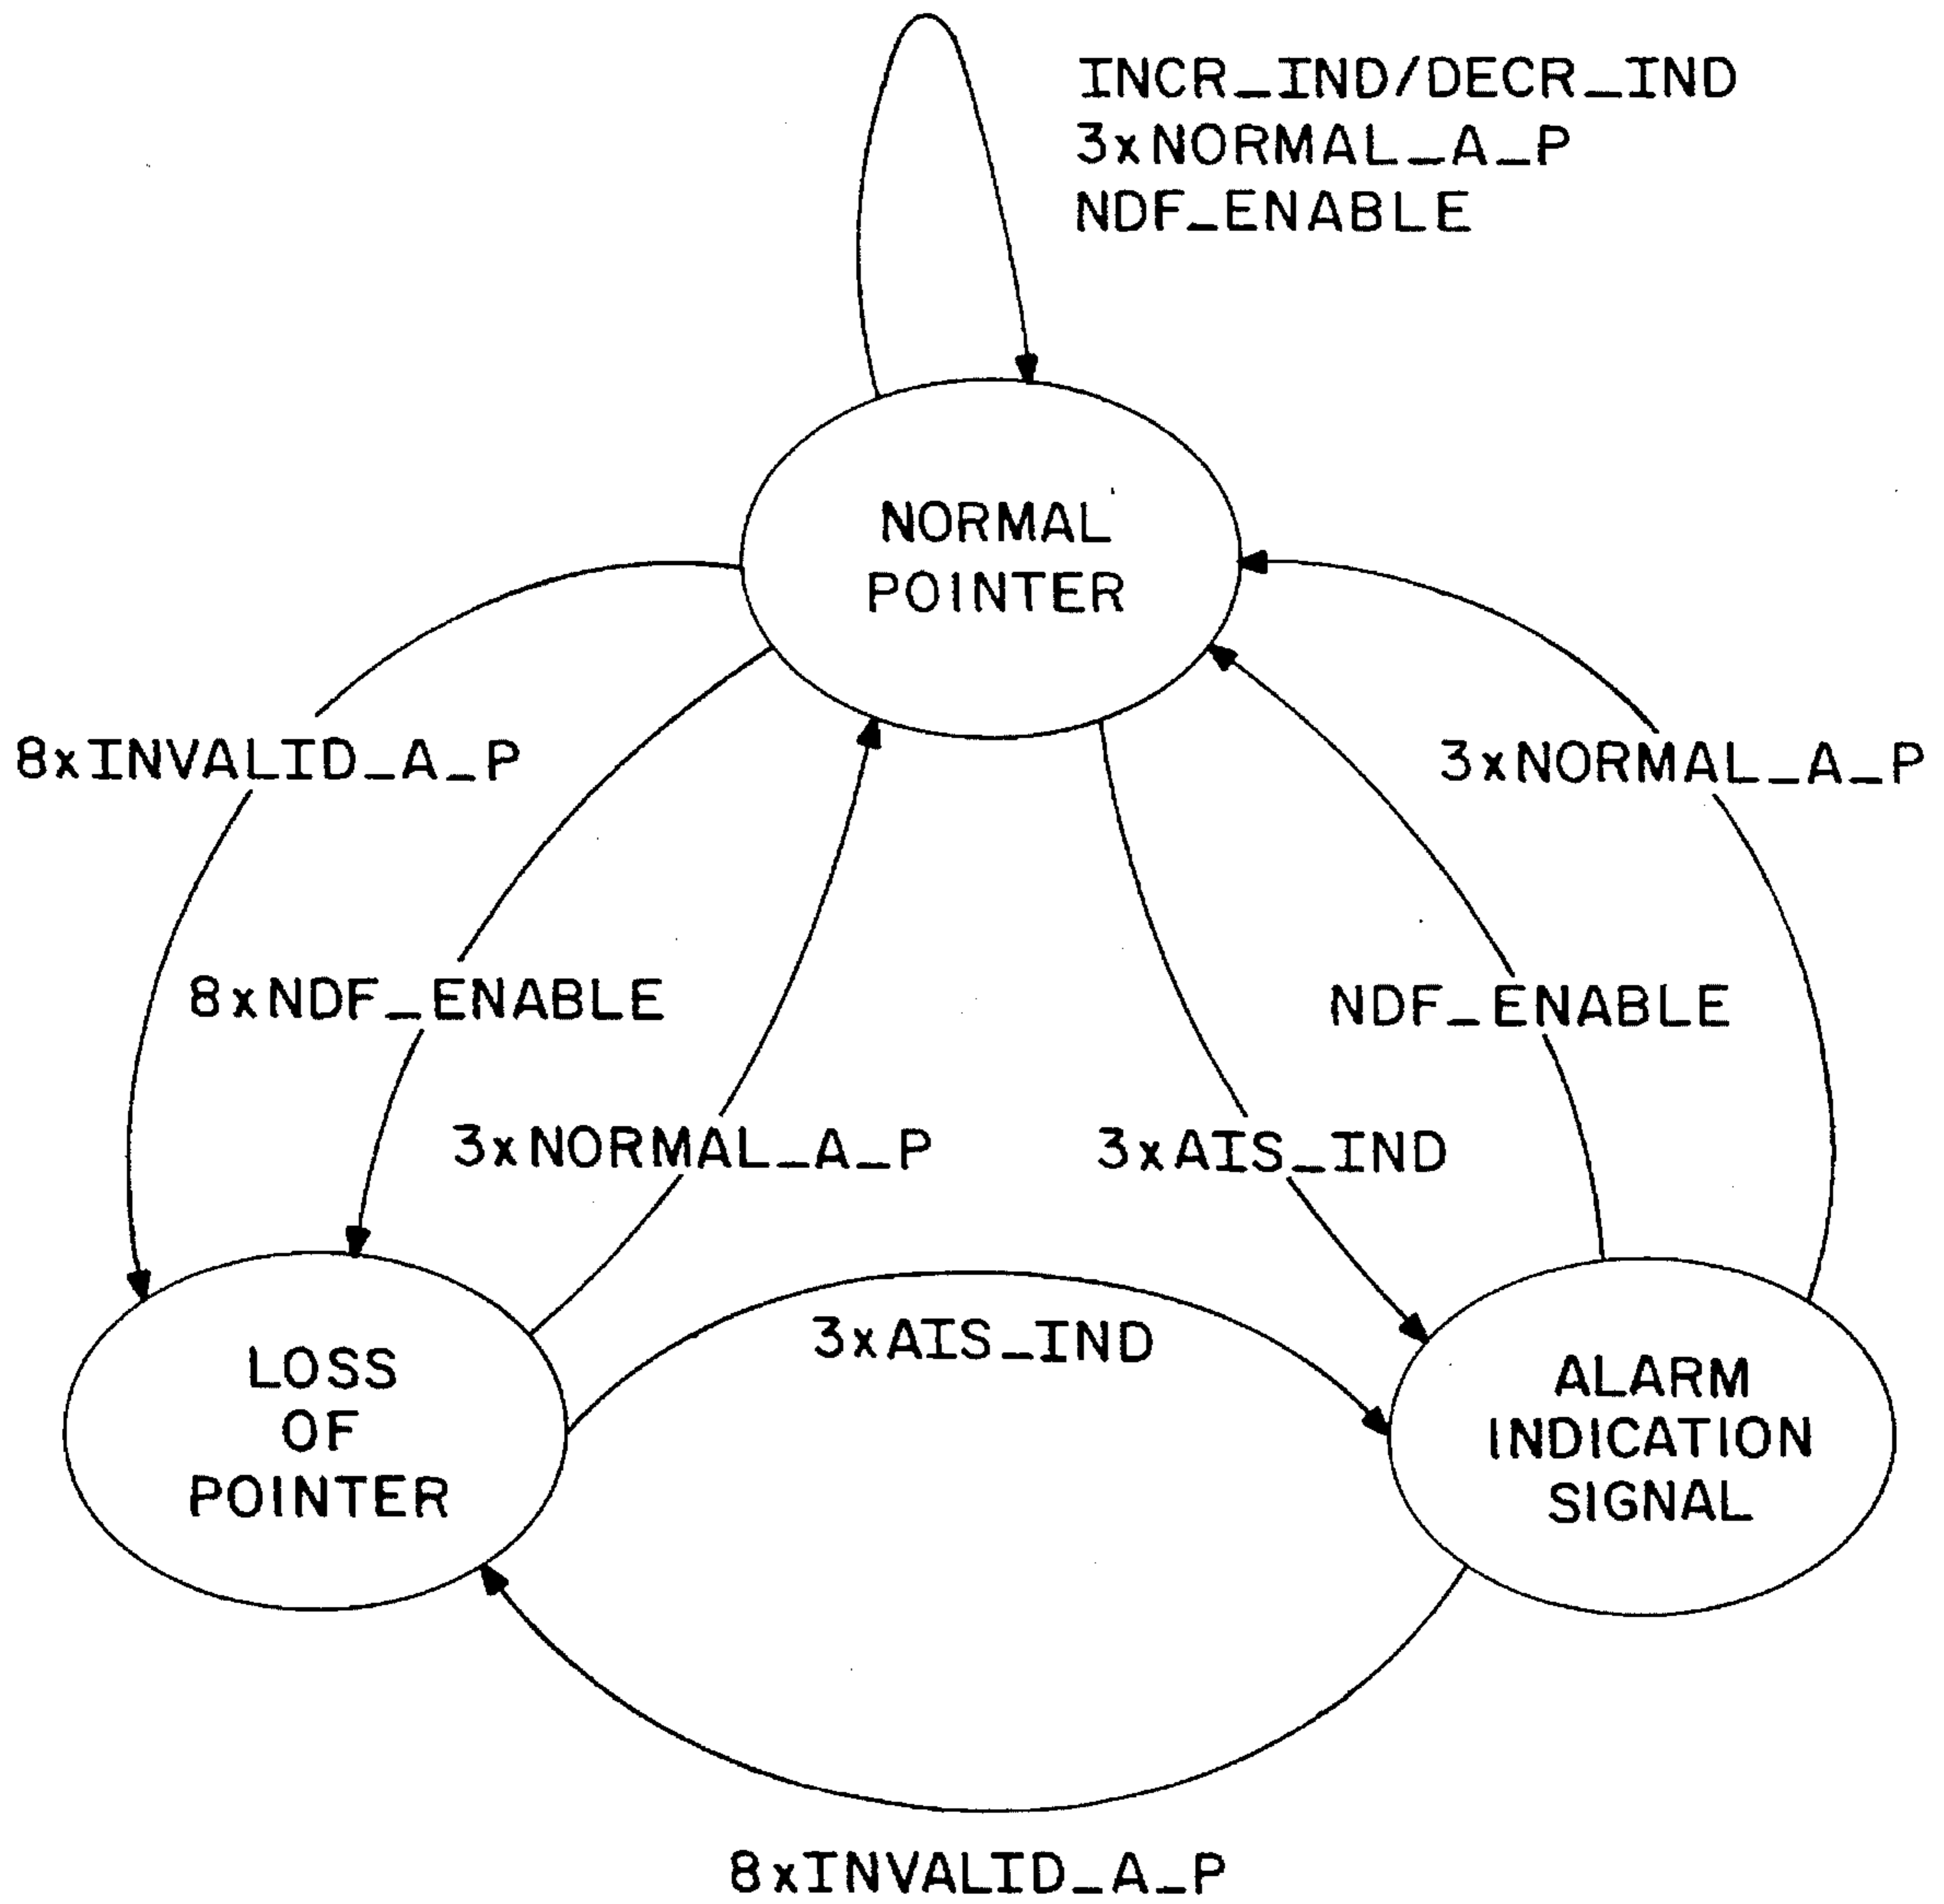 INCR_IND/DECR_IND
3xNORMAL_A_P
NDF_ENABLE
NORMAL
POINTER
8xINVALID_A_P
3xNORMAL_A_P
8xNDF_ENABLE
NDF_ENABLE
3xNORMAL_A_P
3xAIS_IND
3xAIS_IND
LOSS
OF
POINTER
ALARM
INDICATION
SIGNAL
8xINVALID_A_P